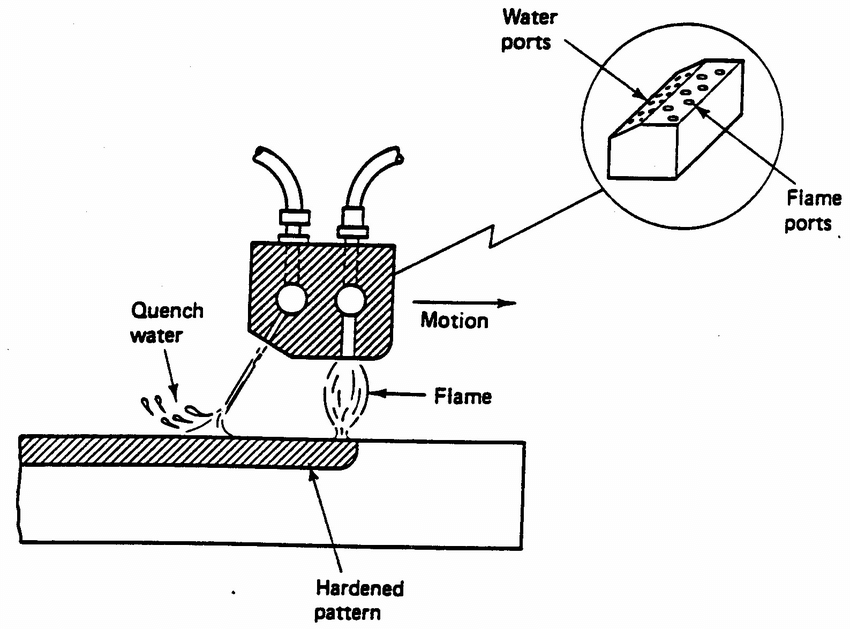 Water
ports
Flame
ports
Motion
Quench
water
Flame
Hardened
pattern